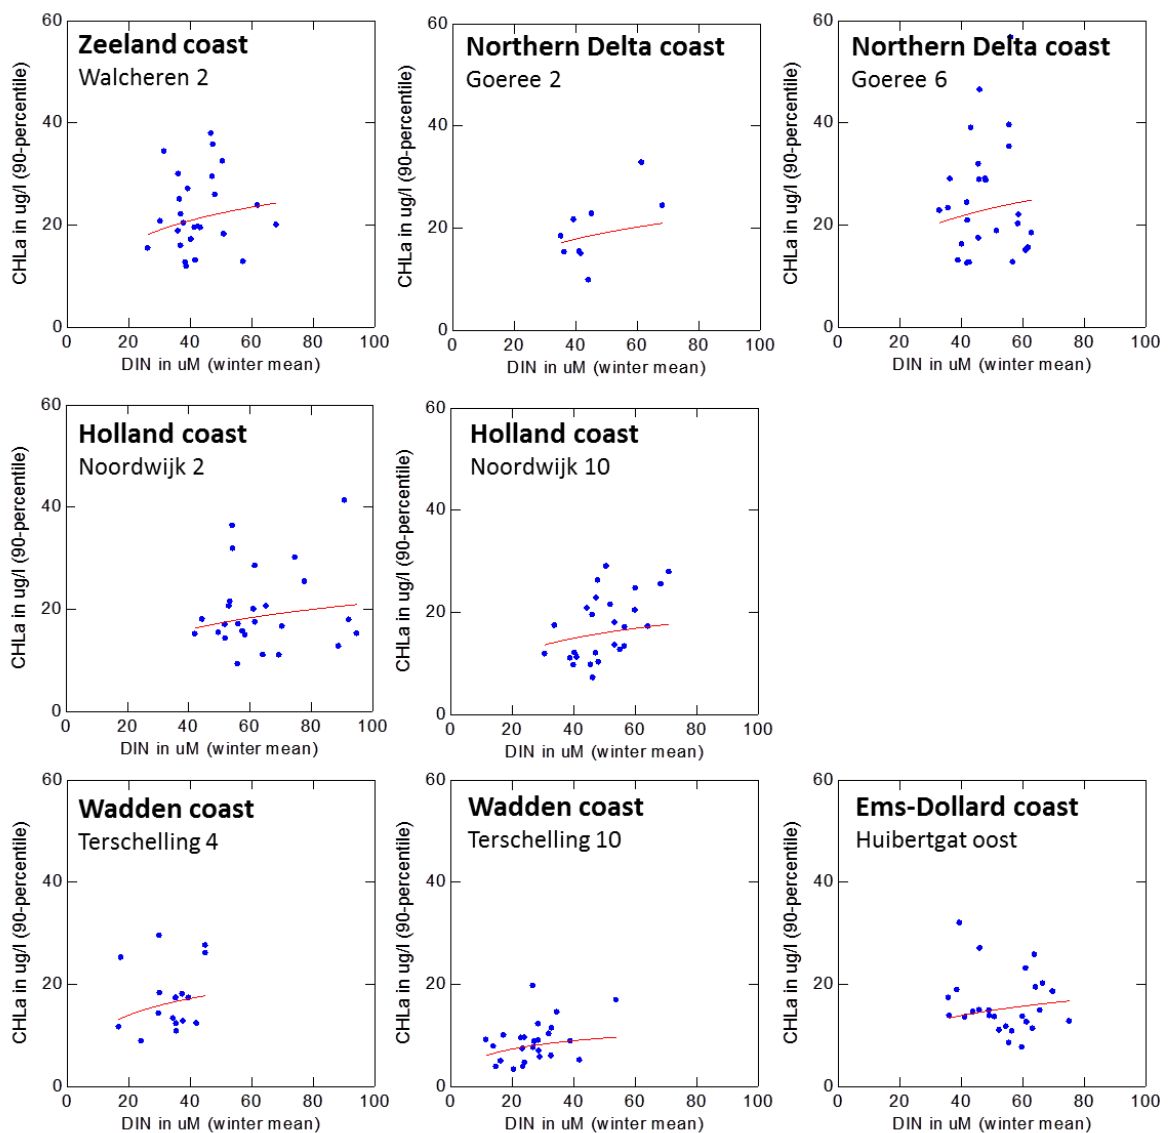 Zeeland coast
Walcheren 2
CHLa in ug/l (90-percentile)
60
40
20
0
0 20 40 60 80 100
DIN in uM (winter mean)
Northern Delta coast
Goeree 2
CHLa in ug/l (90-percentile)
60
40
20
0
0 20 40 60 80 100
DIN in uM (winter mean)
Northern Delta coast
Goeree 6
CHLa in ug/l (90-percentile)
60
40
20
0
0 20 40 60 80 100
DIN in uM (winter mean)
Holland coast
Noordwijk 2
CHLa in ug/l (90-percentile)
60
40
20
0
0 20 40 60 80 100
DIN in uM (winter mean)
Holland coast
Noordwijk 10
CHLa in ug/l (90-percentile)
60
40
20
0
0 20 40 60 80 100
DIN in uM (winter mean)
Wadden coast
Terschelling 4
CHLa in ug/l (90-percentile)
60
40
20
0
0 20 40 60 80 100
DIN in uM (winter mean)
Wadden coast
Terschelling 10
CHLa in ug/l (90-percentile)
60
40
20
0
0 20 40 60 80 100
DIN in uM (winter mean)
Ems-Dollard coast
Huibertgat oost
CHLa in ug/l (90-percentile)
60
40
20
0
0 20 40 60 80 100
DIN in uM (winter mean)